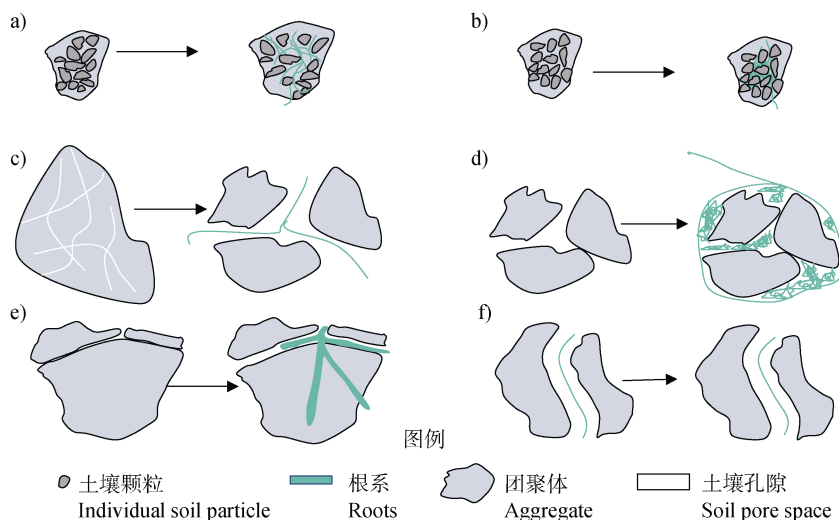 a)
b)
c)
d)
e)
f)
图例
土壤颗粒
Individual soil particle
根系
Roots
团聚体
Aggregate
土壤孔隙
Soil pore space